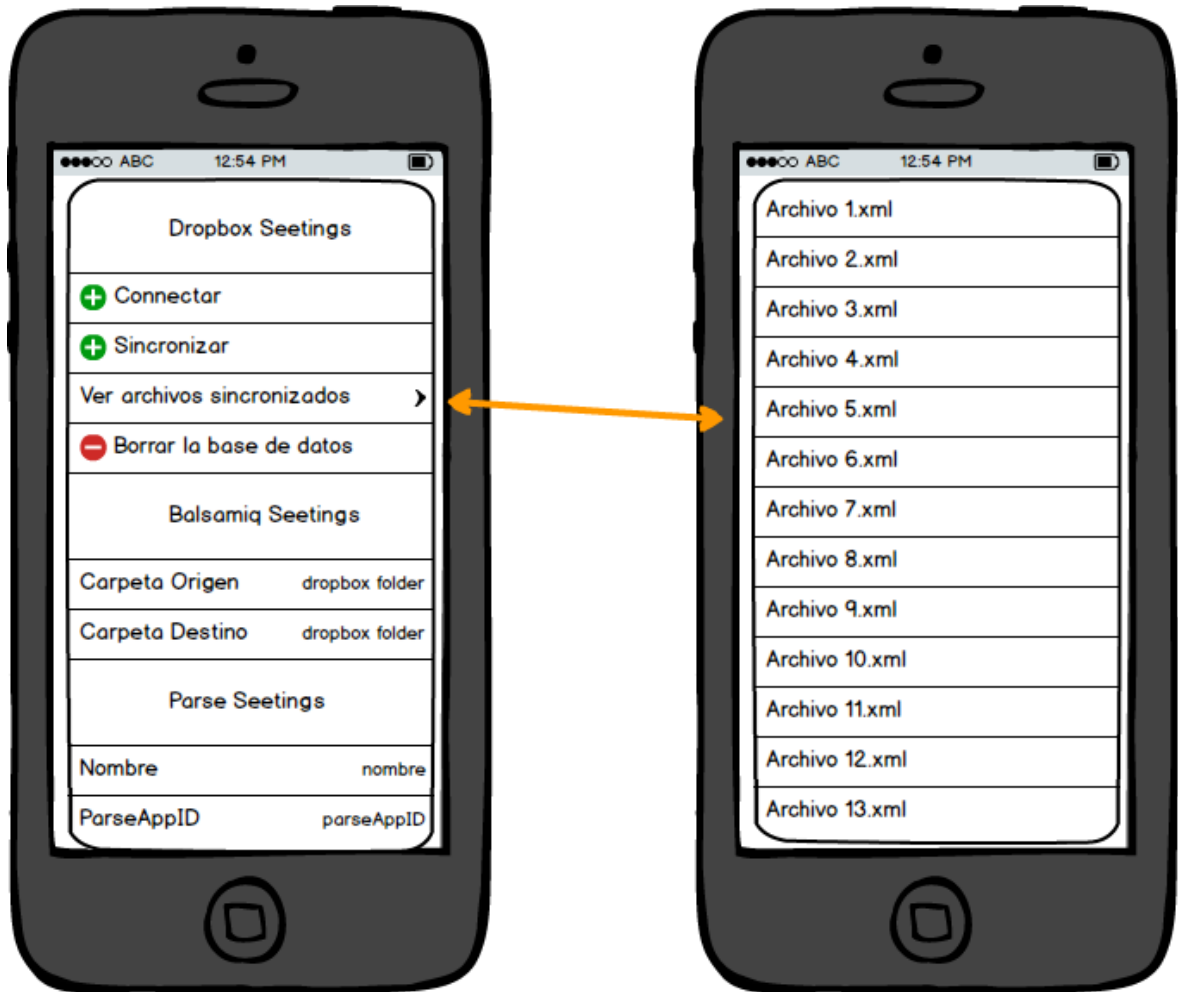 ABC 12:54 PM
Dropbox Seetings
Connectar
Sincronizar
Ver archivos sincronizados
Borrar la base de datos
Balsamiq Seetings
Carpeta Origen dropbox folder
Carpeta Destino dropbox folder
Parse Seetings
Nombre nombre
ParseAppID parseAppID
ABC 12:54 PM
Archivo 1.xml
Archivo 2.xml
Archivo 3.xml
Archivo 4.xml
Archivo 5.xml
Archivo 6.xml
Archivo 7.xml
Archivo 8.xml
Archivo 9.xml
Archivo 10.xml
Archivo 11.xml
Archivo 12.xml
Archivo 13.xml